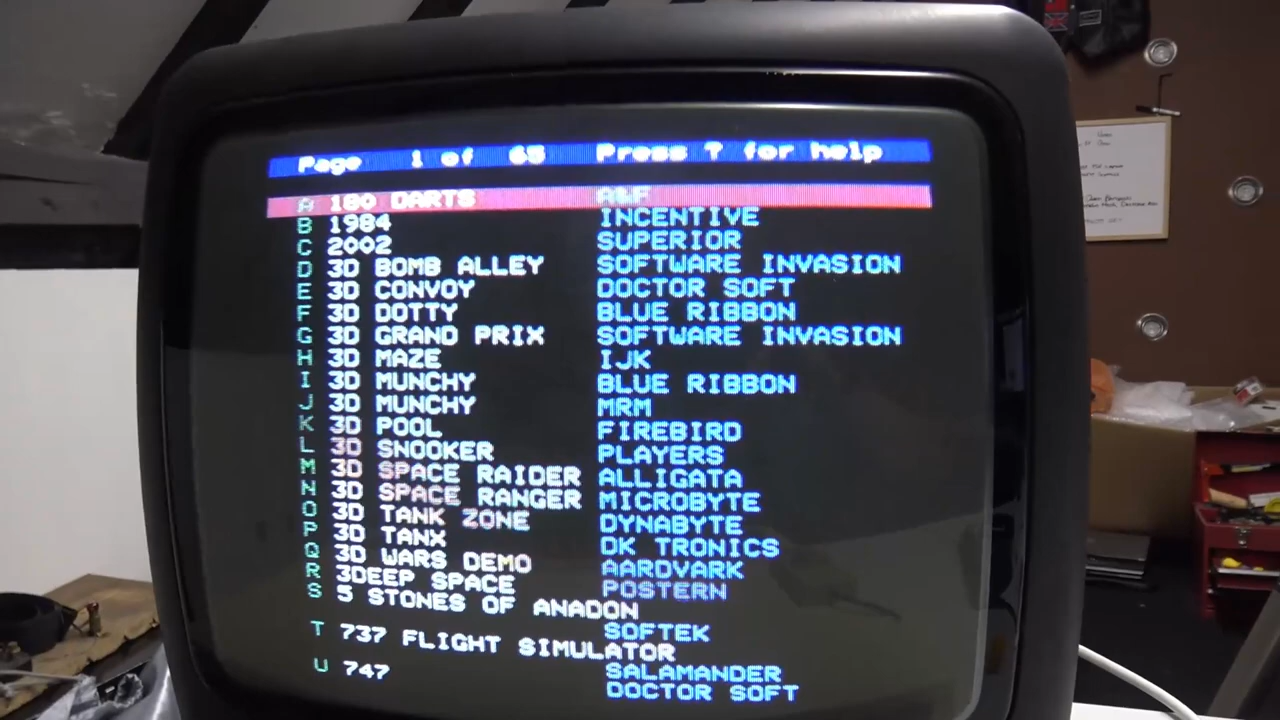 Page 1 of 65 Press ? for help
A 180 DARTS A&F
B 1984 INCENTIVE
C 2002 SUPERIOR
D 3D BOMB ALLEY SOFTWARE INVASION
E 3D CONVOY DOCTOR SOFT
F 3D DOTTY BLUE RIBBON
G 3D GRAND PRIX SOFTWARE INVASION
H 3D MAZE IJK
I 3D MUNCHY BLUE RIBBON
J 3D MUNCHY MRM
K 3D POOL FIREBIRD
L 3D SNOOKER PLAYERS
M 3D SPACE RAIDER ALLIGATA
N 3D SPACE RANGER MICROBYTE
O 3D TANK ZONE DYNABYTE
P 3D TANX DK TRONICS
Q 3D WARS DEMO AARDVARK
R 3DEEP SPACE POSTERN
S 5 STONES OF ANADON
SOFTEK
T 737 FLIGHT SIMULATOR
SALAMANDER
U 747 DOCTOR SOFT